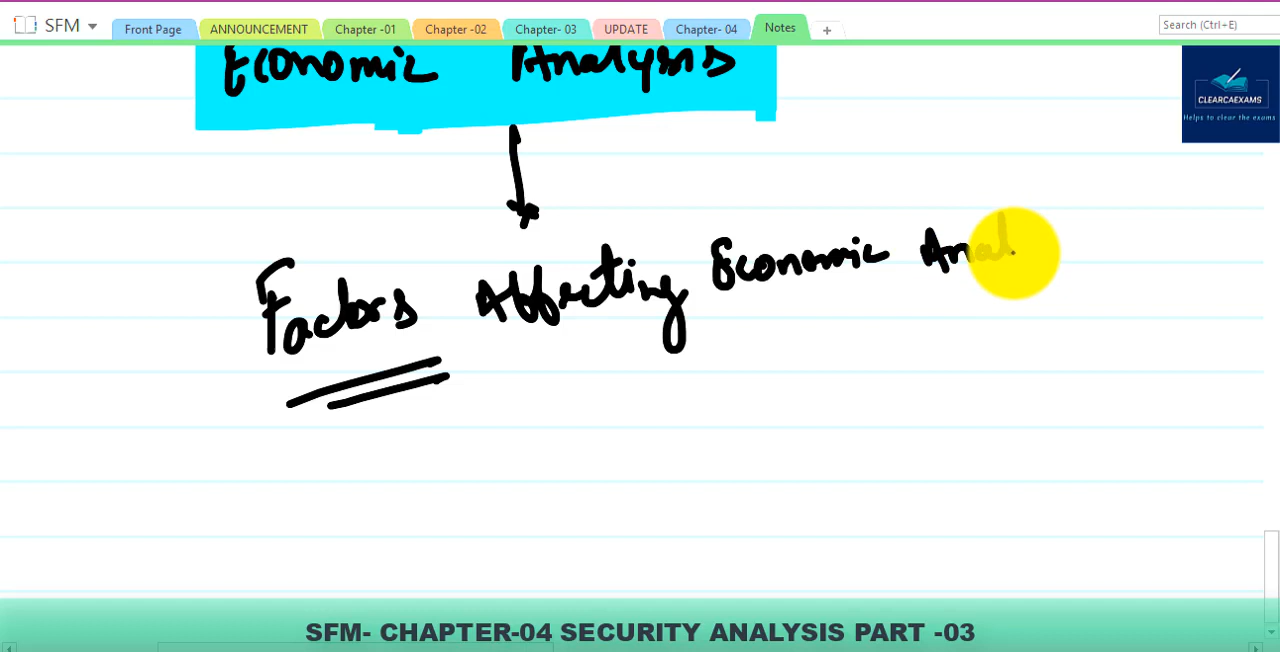 SFM
Front Page
ANNOUNCEMENT
Chapter -01
Chapter -02
Chapter- 03
UPDATE
Chapter- 04
Notes
+
Search (Ctrl+E)
CLEARCAEXAMS
Helps to clear the exams
Economic Analysis
Factors Affecting Economic Anal
SFM- CHAPTER-04 SECURITY ANALYSIS PART -03